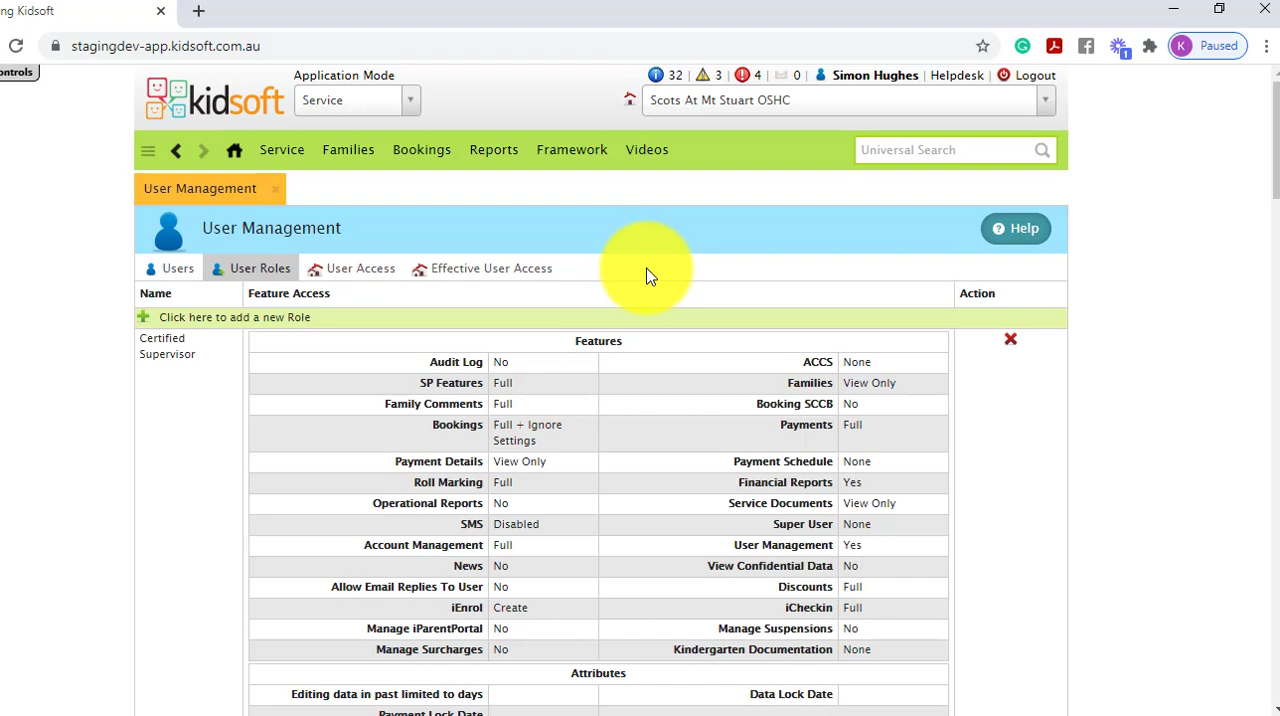 ng Kidsoft
stagingdev-app.kidsoft.com.au
1
K Paused
ontrols
kidsoft
Application Mode
Service
32 3 4 0 Simon Hughes Helpdesk Logout
Scots At Mt Stuart OSHC
Service Families Bookings Reports Framework Videos
Universal Search
User Management
User Management
Help
Users User Roles User Access Effective User Access
Name Feature Access Action
Click here to add a new Role
Certified
Supervisor
Features
Audit Log No ACCS None
SP Features Full Families View Only
Family Comments Full Booking SCCB No
Bookings Full + Ignore
Settings
Payments Full
Payment Details View Only Payment Schedule None
Roll Marking Full Financial Reports Yes
Operational Reports No Service Documents View Only
SMS Disabled Super User None
Account Management Full User Management Yes
News No View Confidential Data No
Allow Email Replies To User No Discounts Full
iEnrol Create iCheckin Full
Manage iParentPortal No Manage Suspensions No
Manage Surcharges No Kindergarten Documentation None
Attributes
Editing data in past limited to days Data Lock Date
Payment Lock Date